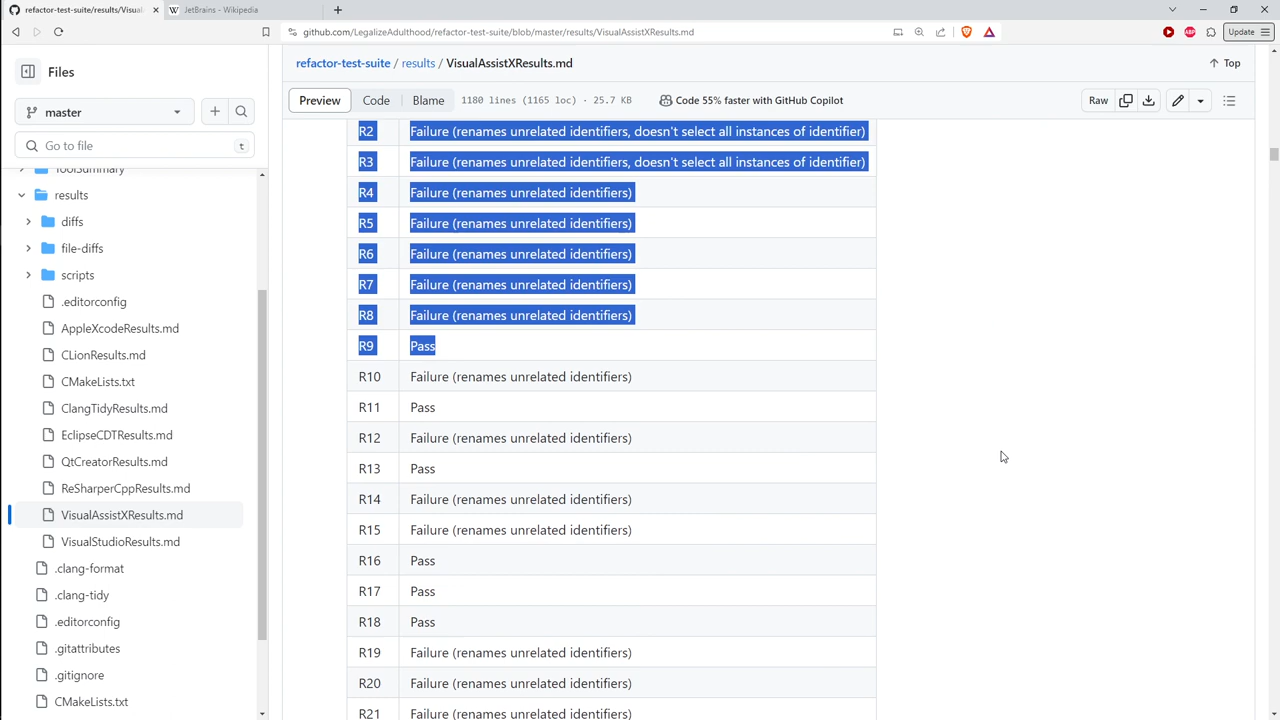 refactor-test-suite/results/Visual
JetBrains - Wikipedia
github.com/LegalizeAdulthood/refactor-test-suite/blob/master/results/VisualAssistXResults.md
Update
Files
refactor-test-suite / results / VisualAssistXResults.md
Top
master
Preview
Code
Blame
1180 lines (1165 loc) · 25.7 KB
Code 55% faster with GitHub Copilot
Raw
Go to file
t
ToolSummary
results
diffs
file-diffs
scripts
.editorconfig
AppleXcodeResults.md
CLionResults.md
CMakeLists.txt
ClangTidyResults.md
EclipseCDTResults.md
QtCreatorResults.md
ReSharperCppResults.md
VisualAssistXResults.md
VisualStudioResults.md
.clang-format
.clang-tidy
.editorconfig
.gitattributes
.gitignore
CMakeLists.txt
R2 Failure (renames unrelated identifiers, doesn't select all instances of identifier)
R3 Failure (renames unrelated identifiers, doesn't select all instances of identifier)
R4 Failure (renames unrelated identifiers)
R5 Failure (renames unrelated identifiers)
R6 Failure (renames unrelated identifiers)
R7 Failure (renames unrelated identifiers)
R8 Failure (renames unrelated identifiers)
R9 Pass
R10 Failure (renames unrelated identifiers)
R11 Pass
R12 Failure (renames unrelated identifiers)
R13 Pass
R14 Failure (renames unrelated identifiers)
R15 Failure (renames unrelated identifiers)
R16 Pass
R17 Pass
R18 Pass
R19 Failure (renames unrelated identifiers)
R20 Failure (renames unrelated identifiers)
R21 Failure (renames unrelated identifiers)